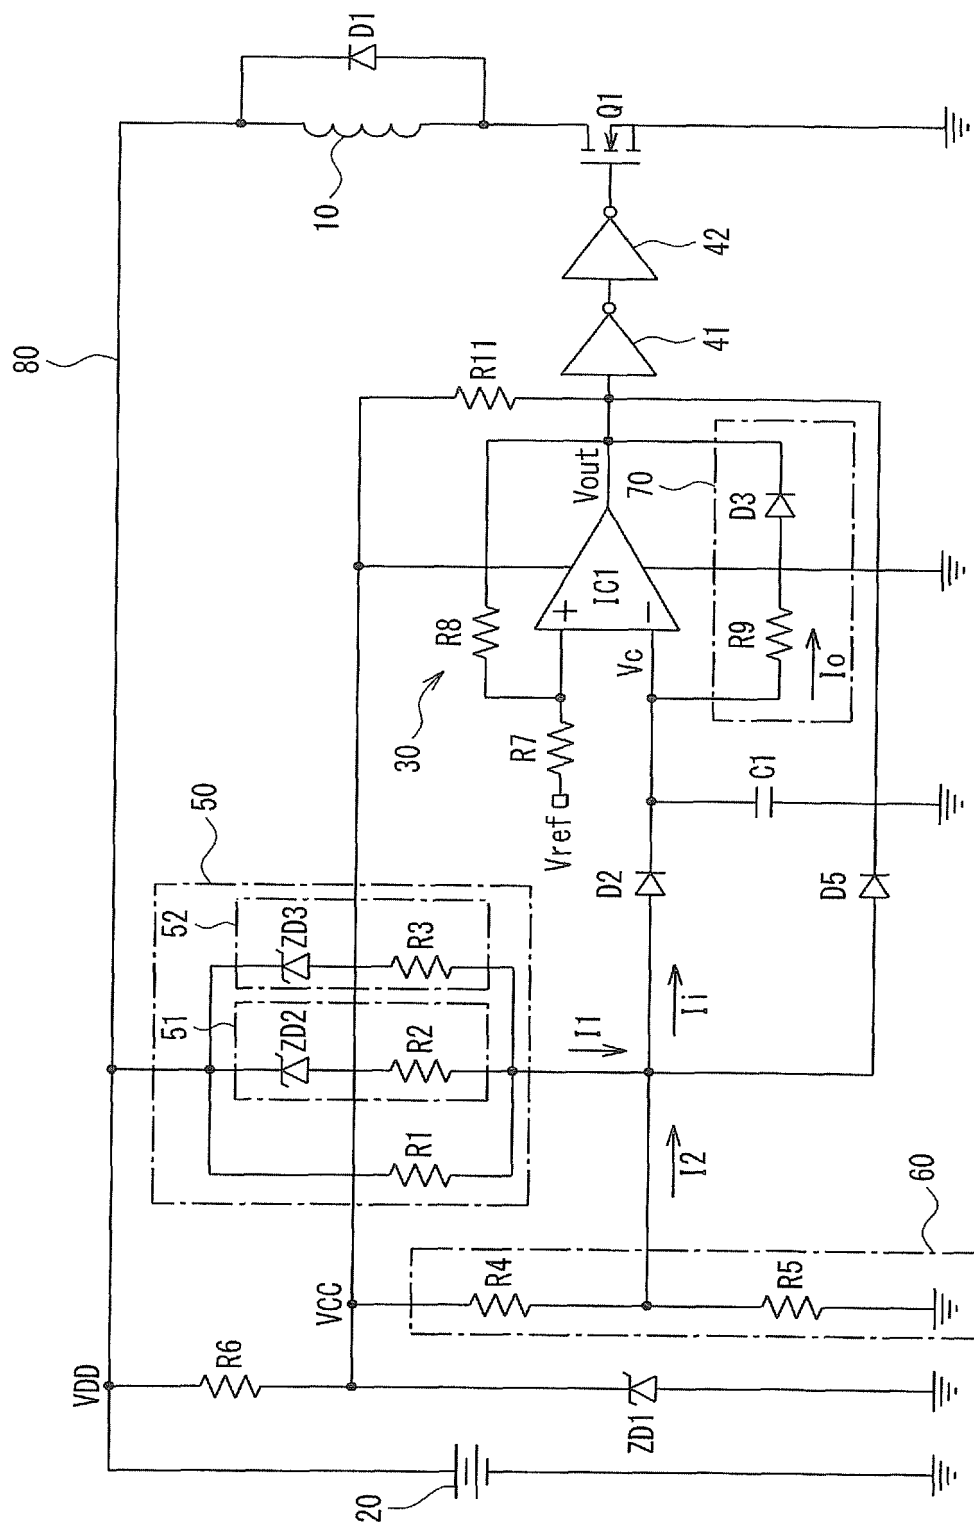 80
D1
10
Q1
42
41
R11
Vout
70
D3
R8
IC1
+
−
R9
Io
Vc
30
R7
Vref
C1
50
52
ZD3
R3
D2
D5
51
ZD2
R2
I1
Ii
R1
I2
60
VCC
R4
R5
VDD
R6
ZD1
20